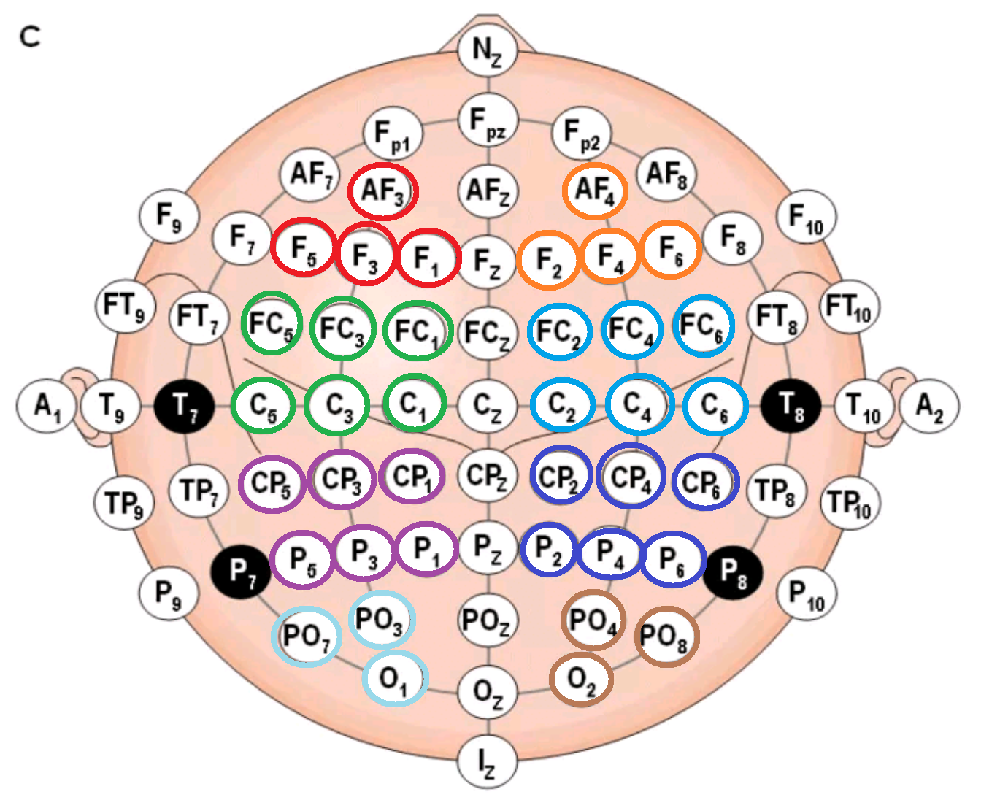 C
Nz
Fp1 Fpz Fp2
AF7 AF3 AFz AF4 AF8
F9 F7 F5 F3 F1 Fz F2 F4 F6 F8 F10
FT9 FT7 FC5 FC3 FC1 FCz FC2 FC4 FC6 FT8 FT10
A1 T9 T7 C5 C3 C1 Cz C2 C4 C6 T8 T10 A2
TP9 TP7 CP5 CP3 CP1 CPz CP2 CP4 CP6 TP8 TP10
P9 P7 P5 P3 P1 Pz P2 P4 P6 P8 P10
PO7 PO3 POz PO4 PO8
O1 Oz O2
Iz